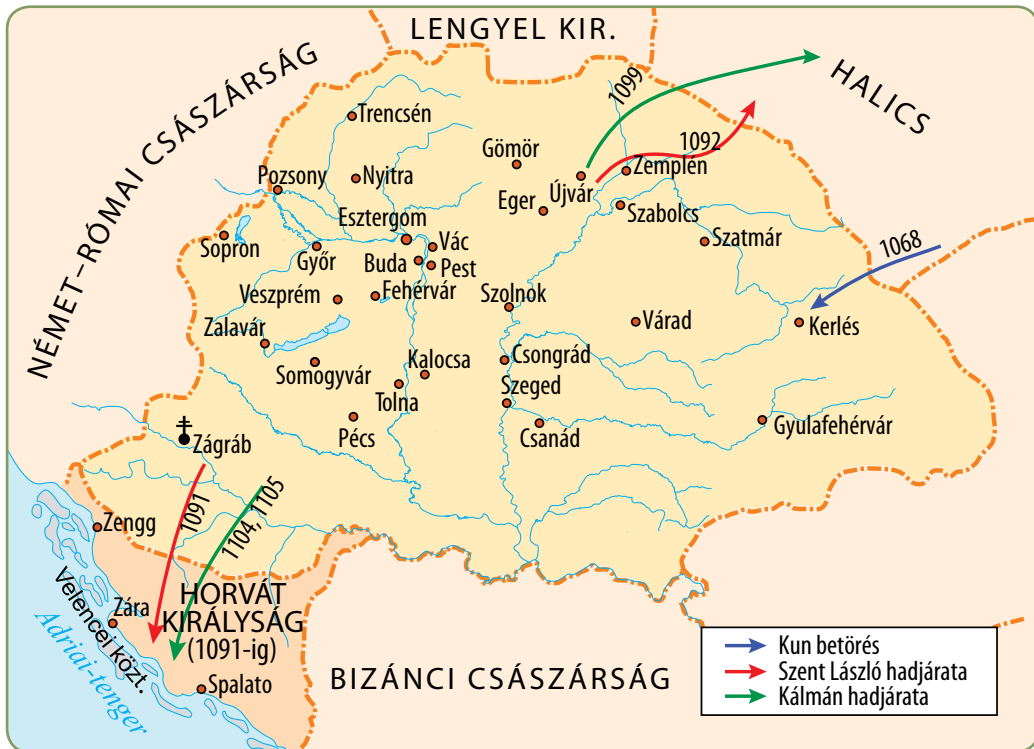 LENGYEL KIR.
NÉMET–RÓMAI CSÁSZÁRSÁG
HALICS
1099
1092
Trencsén
Gömör
Zemplén
Pozsony
Nyitra
Újvár
Eger
Szabolcs
Esztergom
Sopron
Győr
Vác
Szatmár
1068
Buda
Pest
Veszprém
Fehérvár
Szolnok
Várad
Kerlés
Zalavár
Somogyvár
Kalocsa
Csongrád
Tolna
Szeged
Pécs
Csanád
Gyulafehérvár
Zágráb
1091
1104, 1105
Zengg
Zára
HORVÁT
KIRÁLYSÁG
(1091-ig)
Velencei közt.
Adriai-tenger
Spalato
BIZÁNCI CSÁSZÁRSÁG
Kun betörés
Szent László hadjárata
Kálmán hadjárata